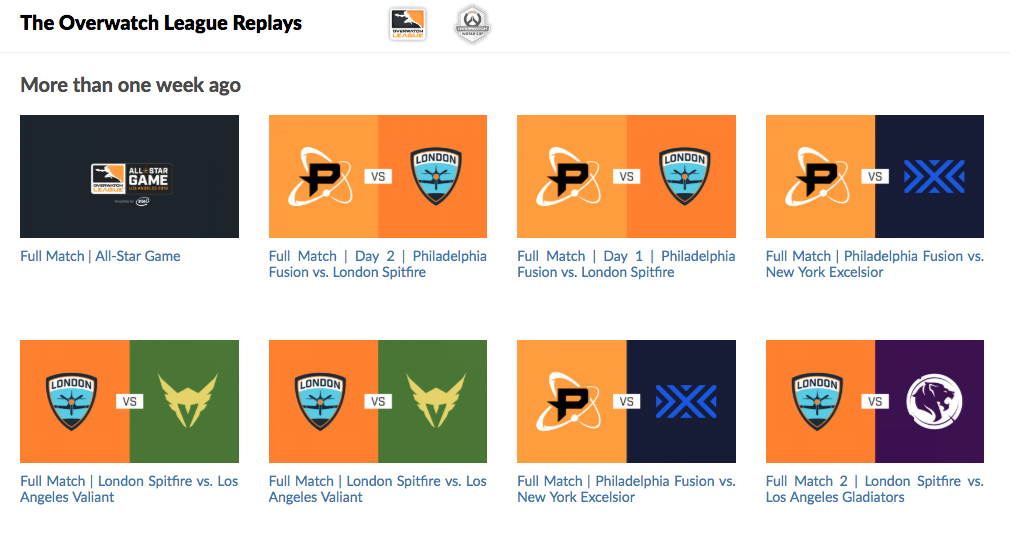 The Overwatch League Replays
OVERWATCH
LEAGUE
OVERWATCH
WORLD CUP
More than one week ago
OVERWATCH
LEAGUE
ALL★STAR
GAME
LOS ANGELES 2018
intel
LONDON
VS
LONDON
VS
VS
Full Match | All-Star Game
Full Match | Day 2 | Philadelphia
Fusion vs. London Spitfire
Full Match | Day 1 | Philadelphia
Fusion vs. London Spitfire
Full Match | Philadelphia Fusion vs.
New York Excelsior
LONDON
VS
LONDON
VS
VS
LONDON
VS
Full Match | London Spitfire vs. Los
Angeles Valiant
Full Match | London Spitfire vs. Los
Angeles Valiant
Full Match | Philadelphia Fusion vs.
New York Excelsior
Full Match 2 | London Spitfire vs.
Los Angeles Gladiators